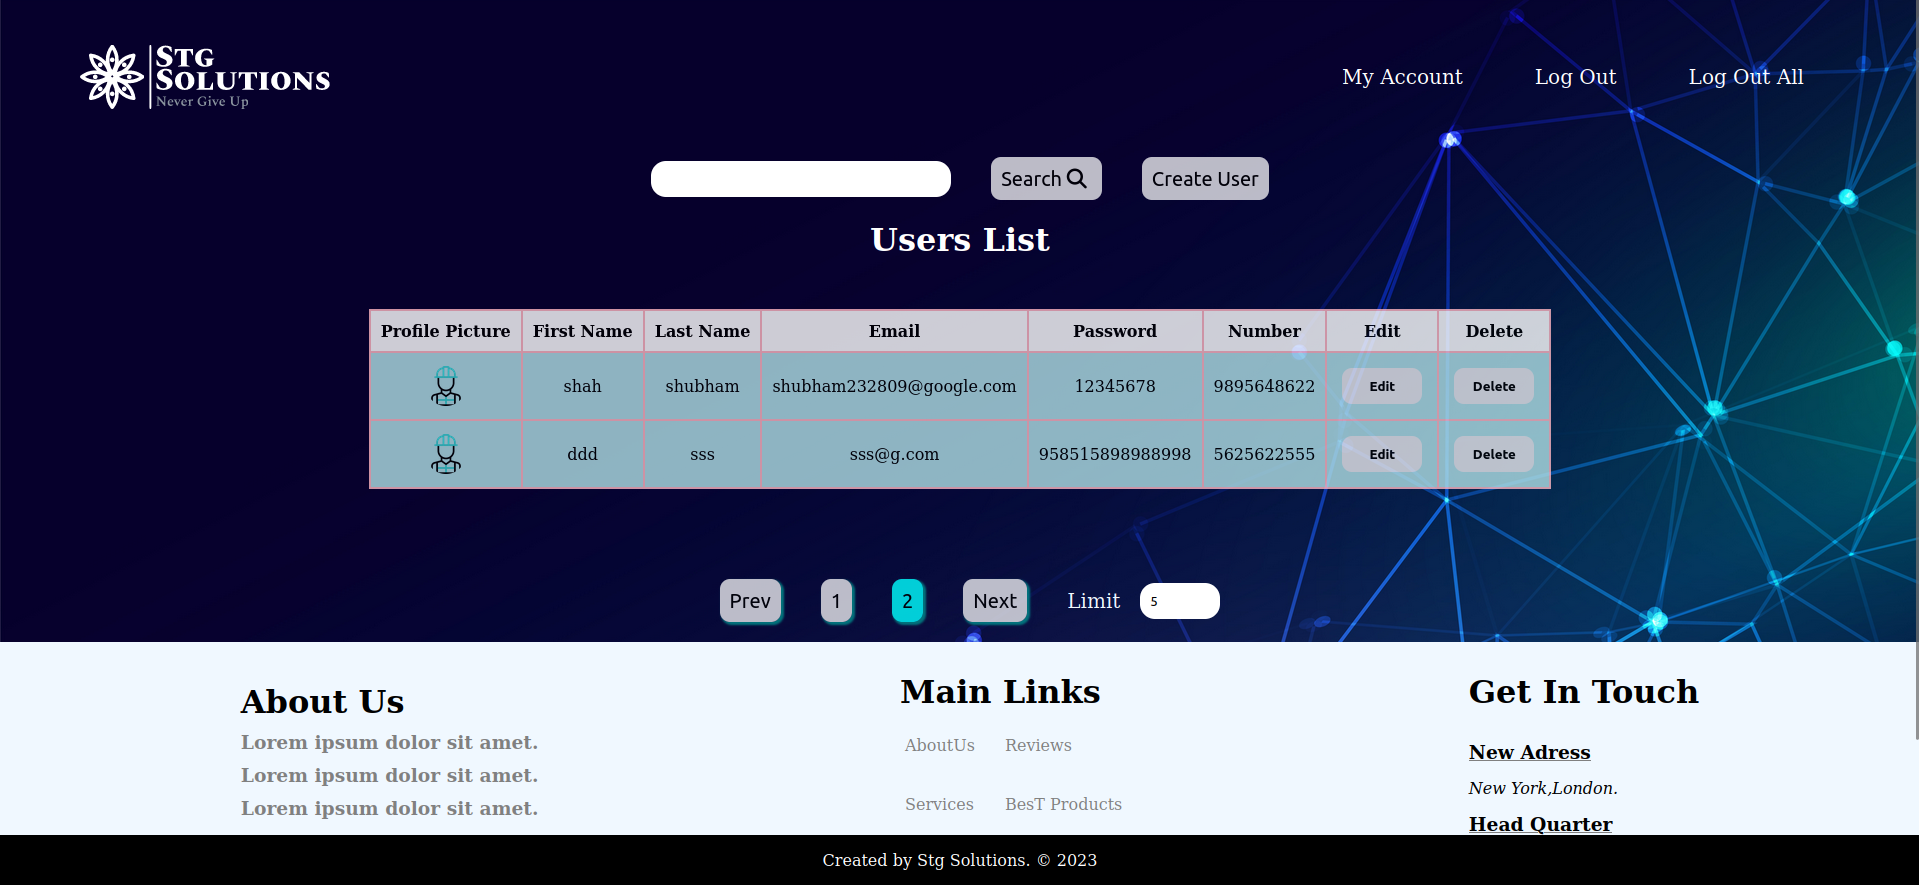 STG
SOLUTIONS
Never Give Up
My Account Log Out Log Out All
Search Create User
Users List
Profile Picture First Name Last Name Email Password Number Edit Delete
shah shubham shubham232809@google.com 12345678 9895648622 Edit Delete
ddd sss sss@g.com 958515898988998 5625622555 Edit Delete
Prev 1 2 Next Limit 5
About Us
Lorem ipsum dolor sit amet.
Lorem ipsum dolor sit amet.
Lorem ipsum dolor sit amet.
Main Links
AboutUs Reviews
Services BesT Products
Get In Touch
New Adress
New York,London.
Head Quarter
Created by Stg Solutions. © 2023